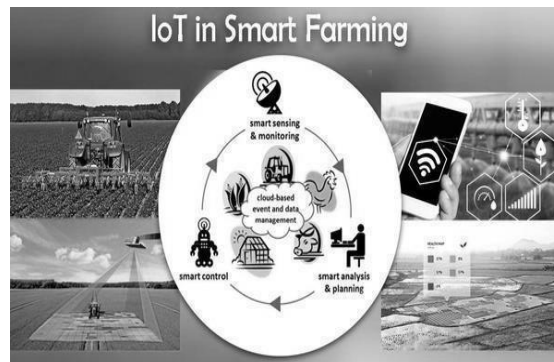 IoT in Smart Farming
smart sensing
& monitoring
cloud-based
event and data
management
smart control
smart analysis
& planning